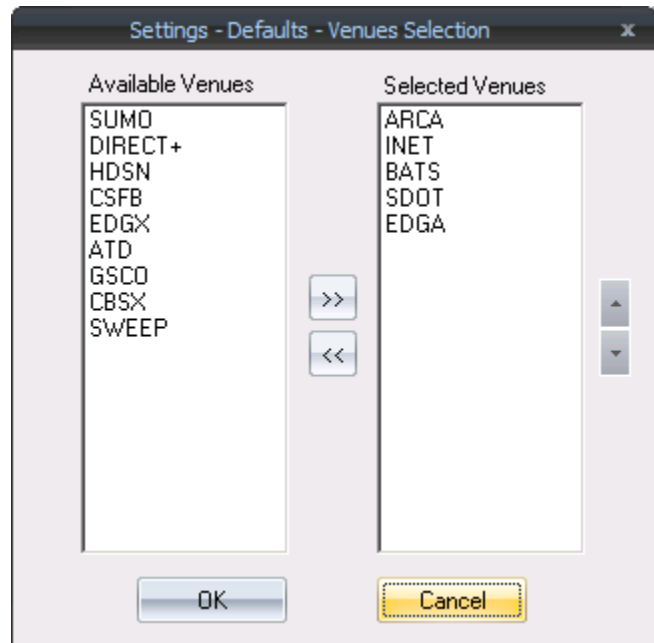 Settings - Defaults - Venues Selection x
Available Venues
SUMO
DIRECT+
HDSN
CSFB
EDGX
ATD
GSCO
CBSX
SWEEP
>>
<<
Selected Venues
ARCA
INET
BATS
SDOT
EDGA
OK
Cancel